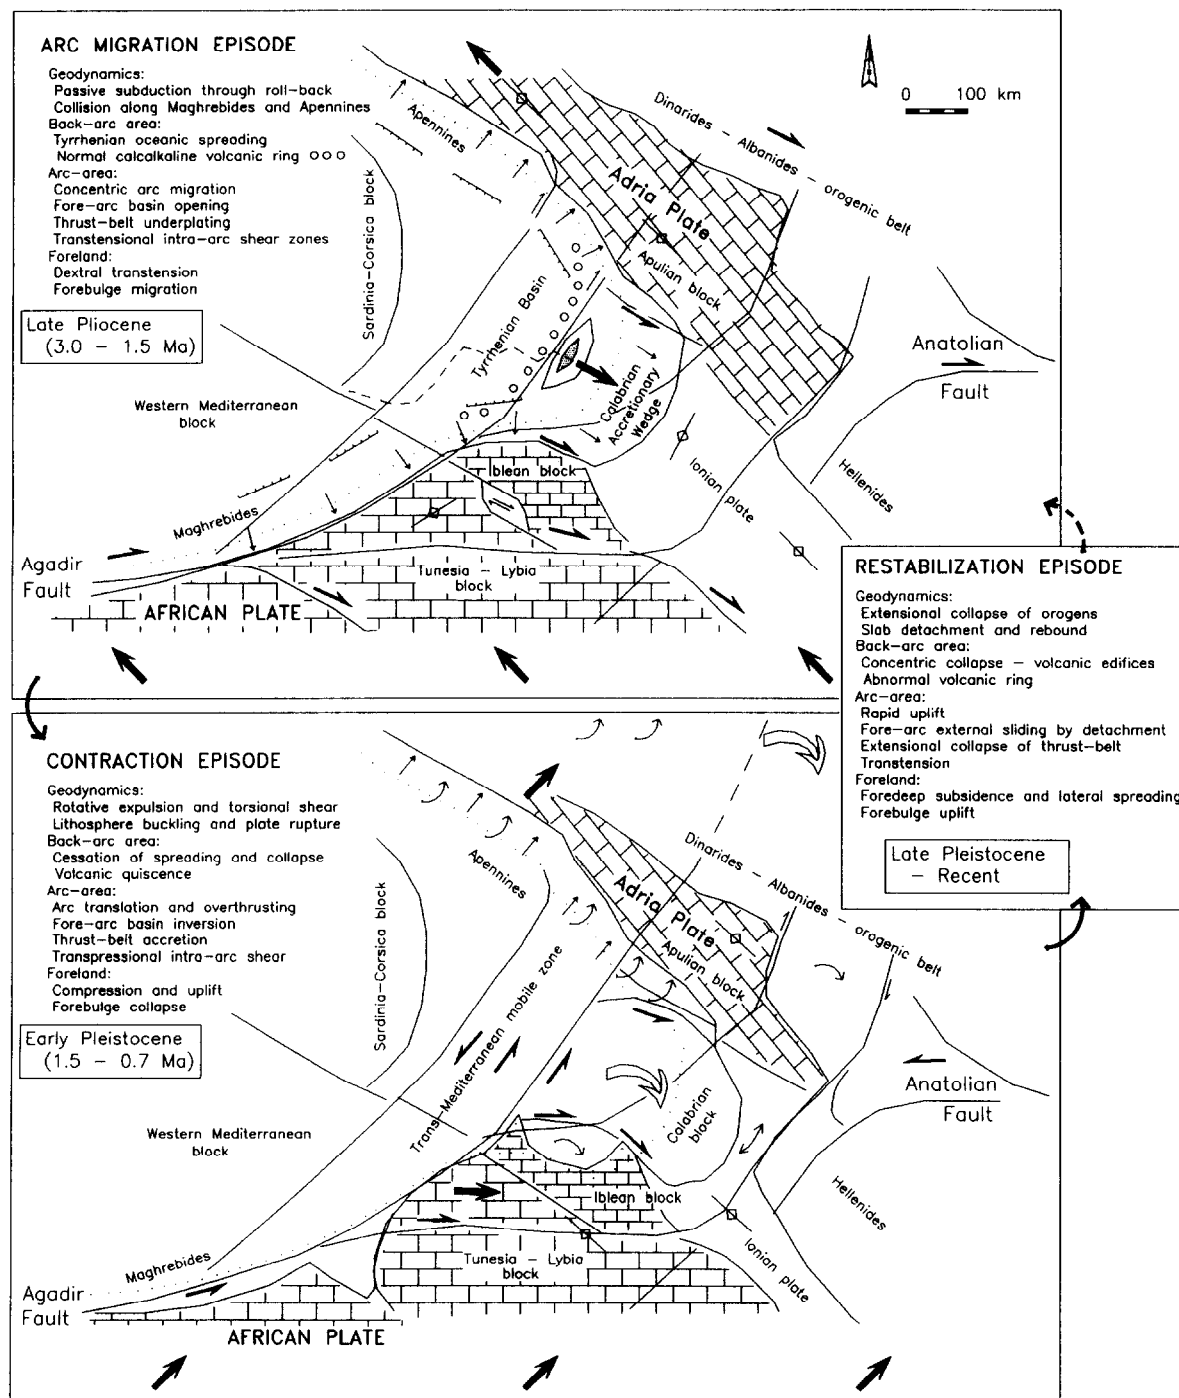 ARC MIGRATION EPISODE
Geodynamics:
Passive subduction through roll-back
Collision along Maghrebides and Apennines
Back-arc area:
Tyrrhenian oceanic spreading
Normal calcalkaline volcanic ring
Arc-area:
Concentric arc migration
Fore-arc basin opening
Thrust-belt underplating
Transtensional intra-arc shear zones
Foreland:
Dextral transtension
Forebulge migration
Late Pliocene
(3.0 - 1.5 Ma)
0 100 km
Apennines
Dinarides - Albanides - orogenic belt
Sardinia-Corsica block
Adria Plate
Apulian block
Tyrrhenian Basin
Western Mediterranean
block
Calabrian
Accretionary
Wedge
Anatolian
Fault
Iblean block
Ionian plate
Hellenides
Maghrebides
Agadir
Fault
Tunesia - Lybia
block
AFRICAN PLATE
RESTABILIZATION EPISODE
Geodynamics:
Extensional collapse of orogens
Slab detachment and rebound
Back-arc area:
Concentric collapse - volcanic edifices
Abnormal volcanic ring
Arc-area:
Rapid uplift
Fore-arc external sliding by detachment
Extensional collapse of thrust-belt
Transtension
Foreland:
Foredeep subsidence and lateral spreading
Forebulge uplift
Late Pleistocene
- Recent
CONTRACTION EPISODE
Geodynamics:
Rotative expulsion and torsional shear
Lithosphere buckling and plate rupture
Back-arc area:
Cessation of spreading and collapse
Volcanic quiscence
Arc-area:
Arc translation and overthrusting
Fore-arc basin inversion
Thrust-belt accretion
Transpressional intra-arc shear
Foreland:
Compression and uplift
Forebulge collapse
Early Pleistocene
(1.5 - 0.7 Ma)
Apennines
Dinarides - Albanides - orogenic belt
Sardinia-Corsica block
Adria Plate
Apulian block
Trans-Mediterranean mobile zone
Western Mediterranean
block
Calabrian
block
Anatolian
Fault
Iblean block
Ionian plate
Hellenides
Maghrebides
Agadir
Fault
Tunesia - Lybia
block
AFRICAN PLATE